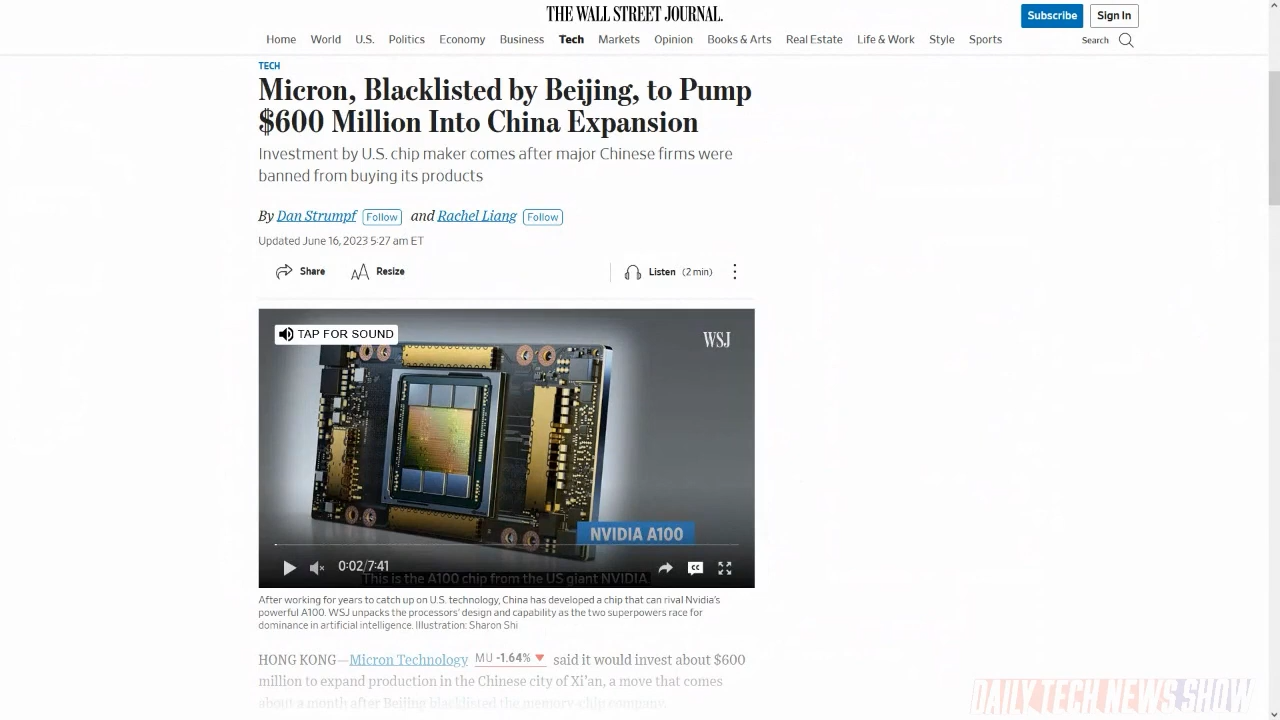 THE WALL STREET JOURNAL.
Subscribe
Sign In
Home World U.S. Politics Economy Business Tech Markets Opinion Books & Arts Real Estate Life & Work Style Sports
Search
TECH
Micron, Blacklisted by Beijing, to Pump
$600 Million Into China Expansion
Investment by U.S. chip maker comes after major Chinese firms were
banned from buying its products
By Dan Strumpf Follow and Rachel Liang Follow
Updated June 16, 2023 5:27 am ET
Share AA Resize
Listen (2 min)
TAP FOR SOUND
WSJ
NVIDIA A100
0:02/7:41
CC
This is the A100 chip from the US giant NVIDIA.
After working for years to catch up on U.S. technology, China has developed a chip that can rival Nvidia's
powerful A100. WSJ unpacks the processors' design and capability as the two superpowers race for
dominance in artificial intelligence. Illustration: Sharon Shi
HONG KONG—Micron Technology MU -1.64% said it would invest about $600
million to expand production in the Chinese city of Xi'an, a move that comes
about a month after Beijing blacklisted the memory-chip company.
DAILY TECH NEWS SHOW